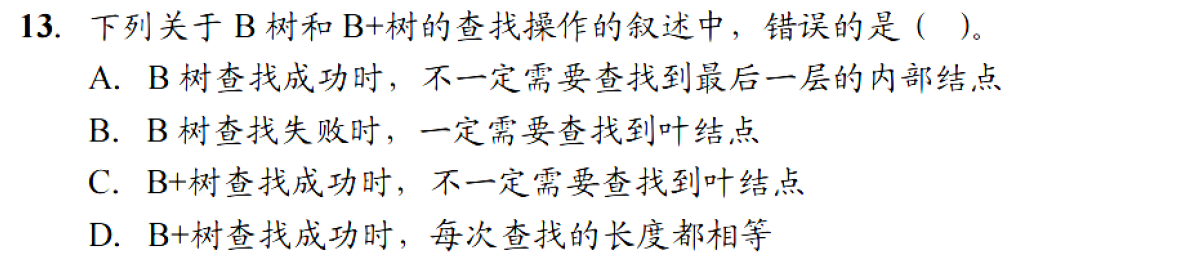 13. 下列关于 B 树和 B+树的查找操作的叙述中，错误的是（　）。
A. B 树查找成功时，不一定需要查找到最后一层的内部结点
B. B 树查找失败时，一定需要查找到叶结点
C. B+树查找成功时，不一定需要查找到叶结点
D. B+树查找成功时，每次查找的长度都相等